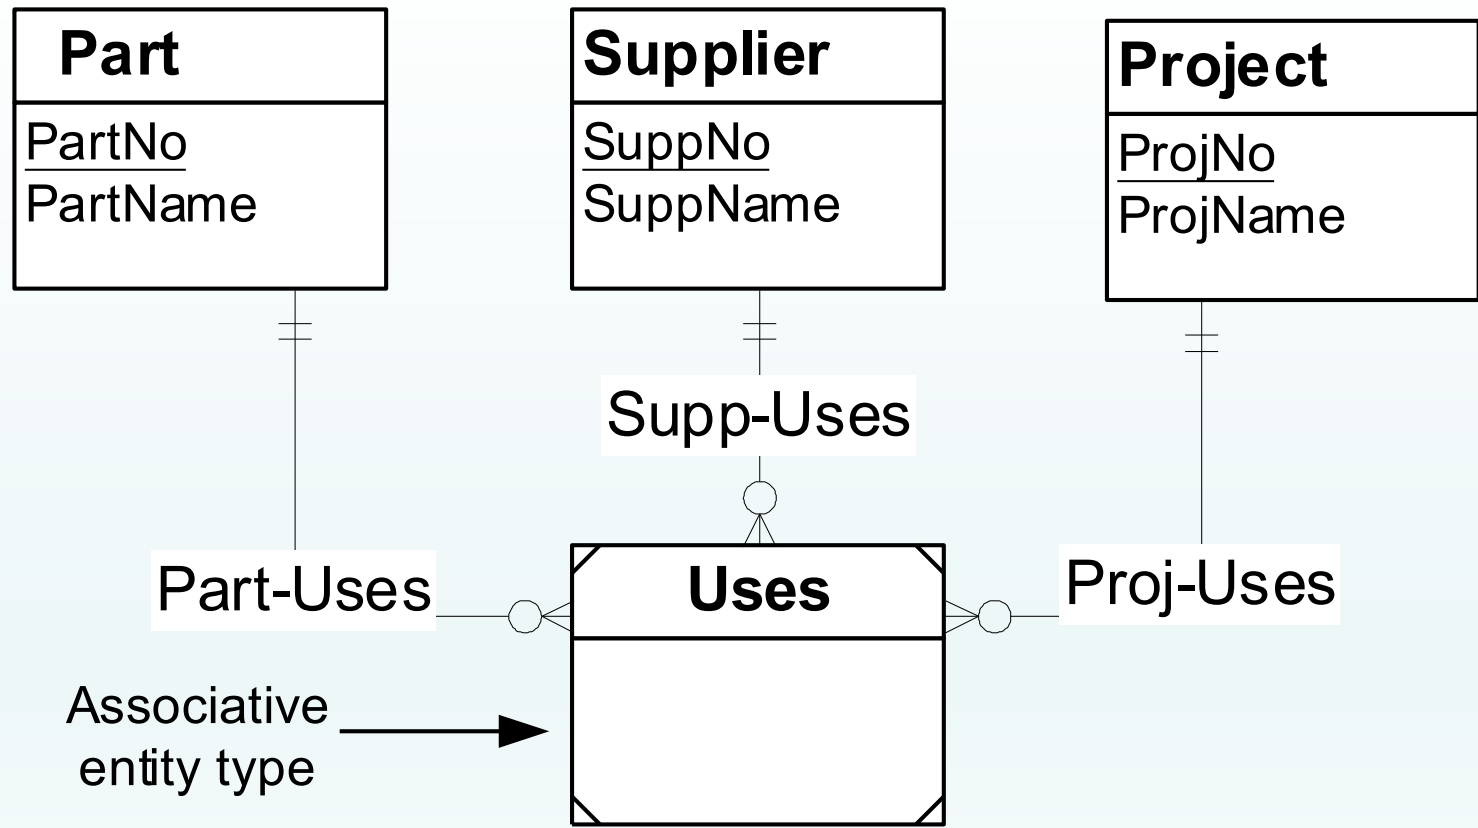 Part
PartNo
PartName
Supplier
SuppNo
SuppName
Project
ProjNo
ProjName
Supp-Uses
Part-Uses
Uses
Proj-Uses
Associative
entity type